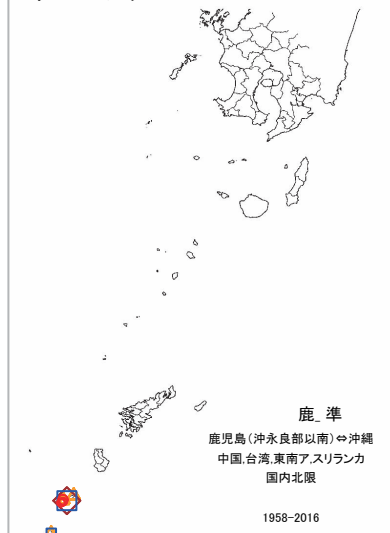 鹿_準
鹿児島(沖永良部以南)⇔沖縄
中国,台湾,東南ア,スリランカ
国内北限
1958-2016